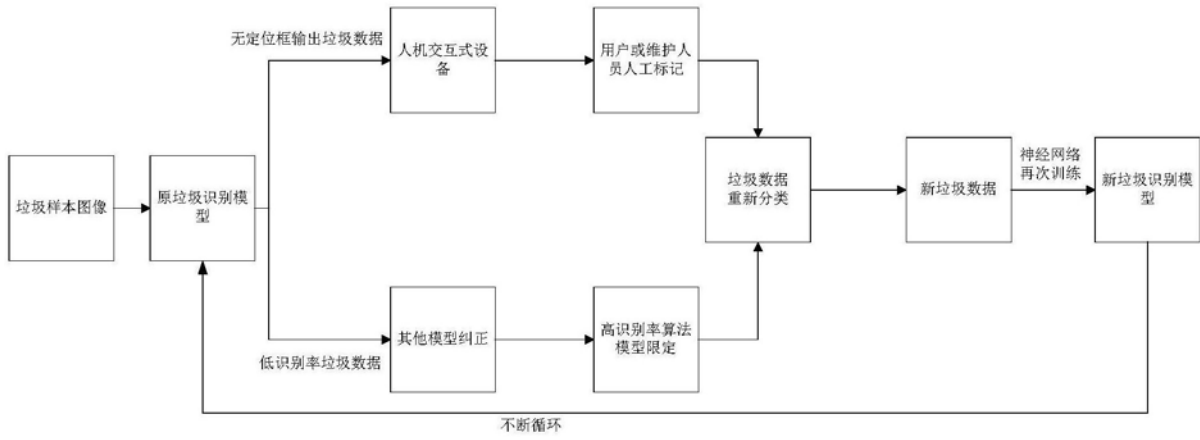 无定位框输出垃圾数据
人机交互式设
备
用户或维护人
员人工标记
垃圾样本图像
原垃圾识别模
型
垃圾数据
重新分类
新垃圾数据
神经网络
再次训练
新垃圾识别模
型
低识别率垃圾数据
其他模型纠正
高识别率算法
模型限定
不断循环